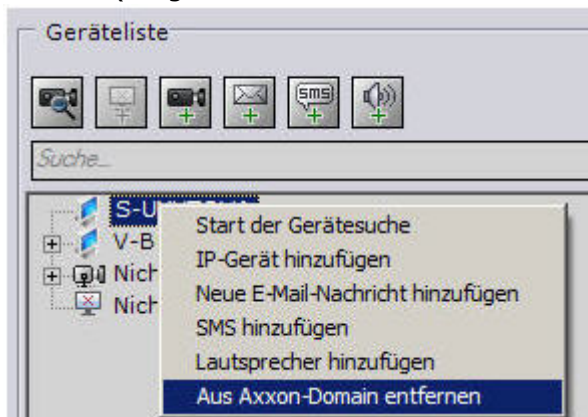 Geräteliste
sms
Suche...
S-U
V-B
Nich
Nich
Start der Gerätesuche
IP-Gerät hinzufügen
Neue E-Mail-Nachricht hinzufügen
SMS hinzufügen
Lautsprecher hinzufügen
Aus Axxon-Domain entfernen